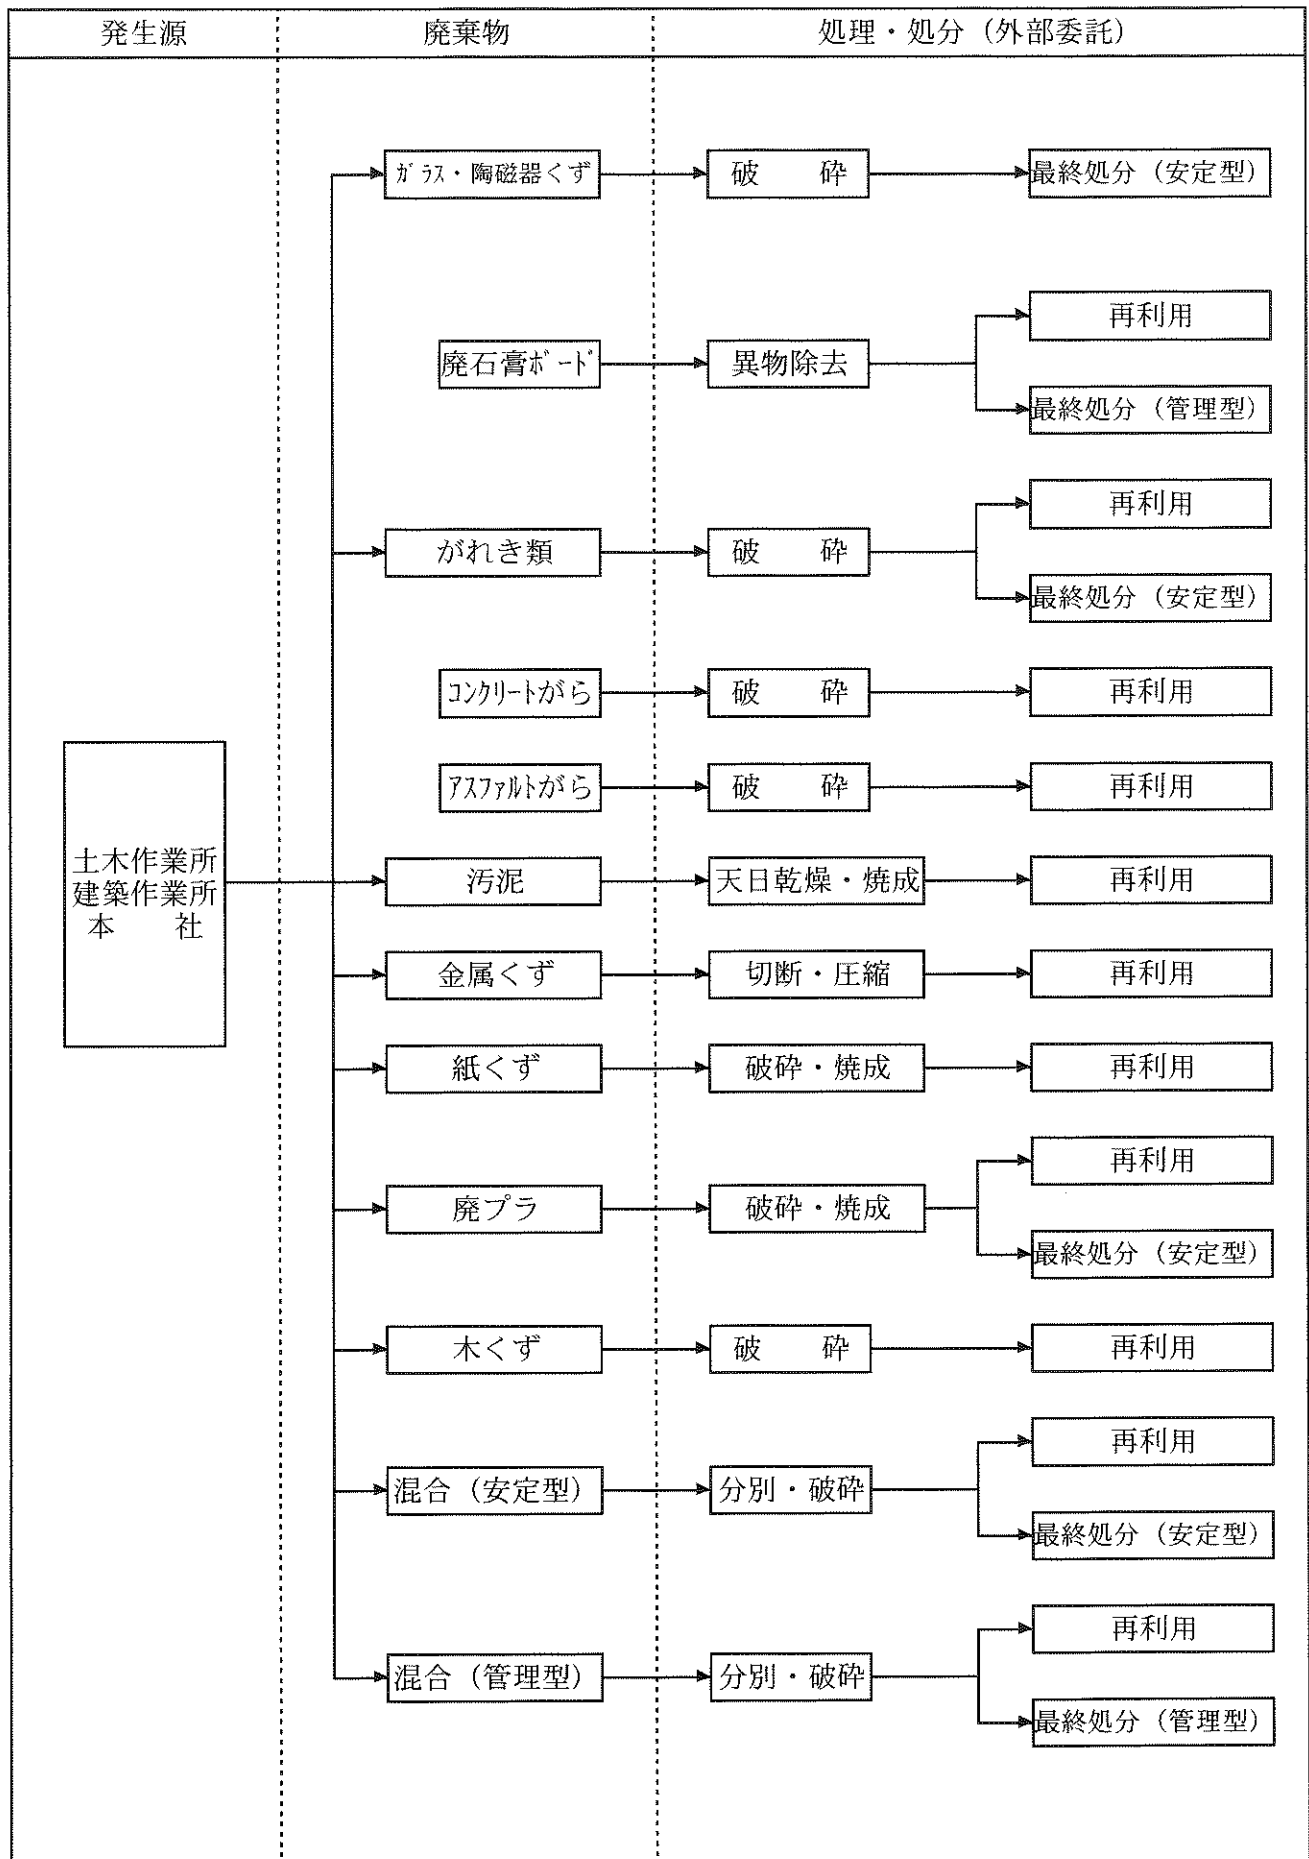 発生源
廃棄物
処理・処分（外部委託）
ガラス・陶磁器くず
破　　砕
最終処分（安定型）
再利用
廃石膏ボード
異物除去
最終処分（管理型）
再利用
がれき類
破　　砕
最終処分（安定型）
コンクリートがら
破　　砕
再利用
アスファルトがら
破　　砕
再利用
土木作業所
建築作業所
本　　社
汚泥
天日乾燥・焼成
再利用
金属くず
切断・圧縮
再利用
紙くず
破砕・焼成
再利用
再利用
廃プラ
破砕・焼成
最終処分（安定型）
木くず
破　　砕
再利用
再利用
混合（安定型）
分別・破砕
最終処分（安定型）
再利用
混合（管理型）
分別・破砕
最終処分（管理型）